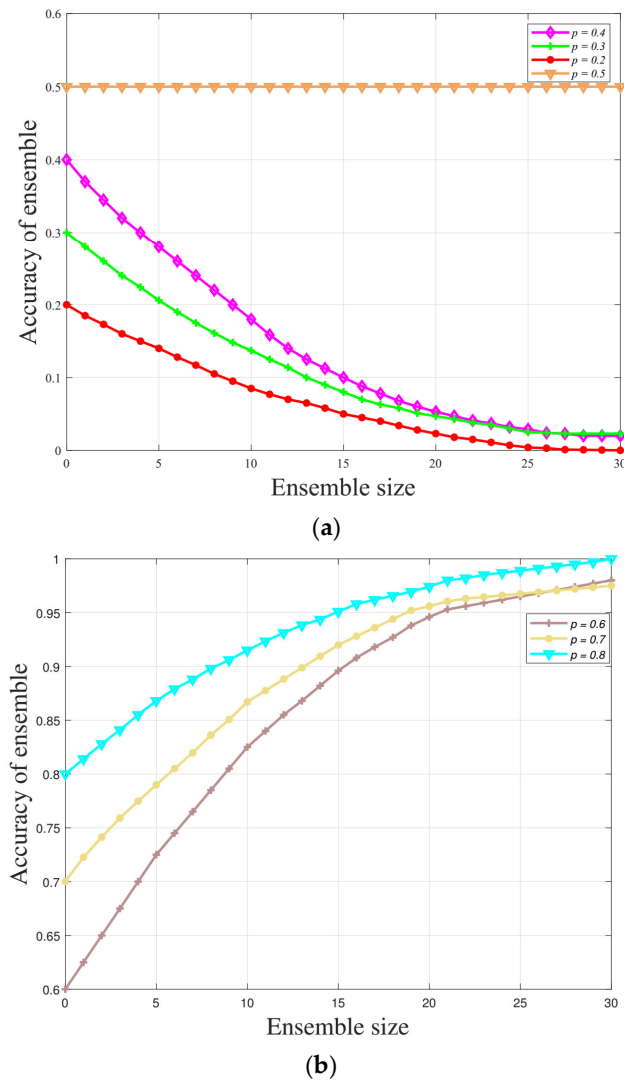 0.6
p = 0.4
p = 0.3
p = 0.2
p = 0.5
0.5
0.4
0.3
0.2
0.1
0
Accuracy of ensemble
0 5 10 15 20 25 30
Ensemble size
(a)
1
0.95
p = 0.6
p = 0.7
p = 0.8
0.9
0.85
0.8
0.75
0.7
0.65
0.6
Accuracy of ensemble
0 5 10 15 20 25 30
Ensemble size
(b)